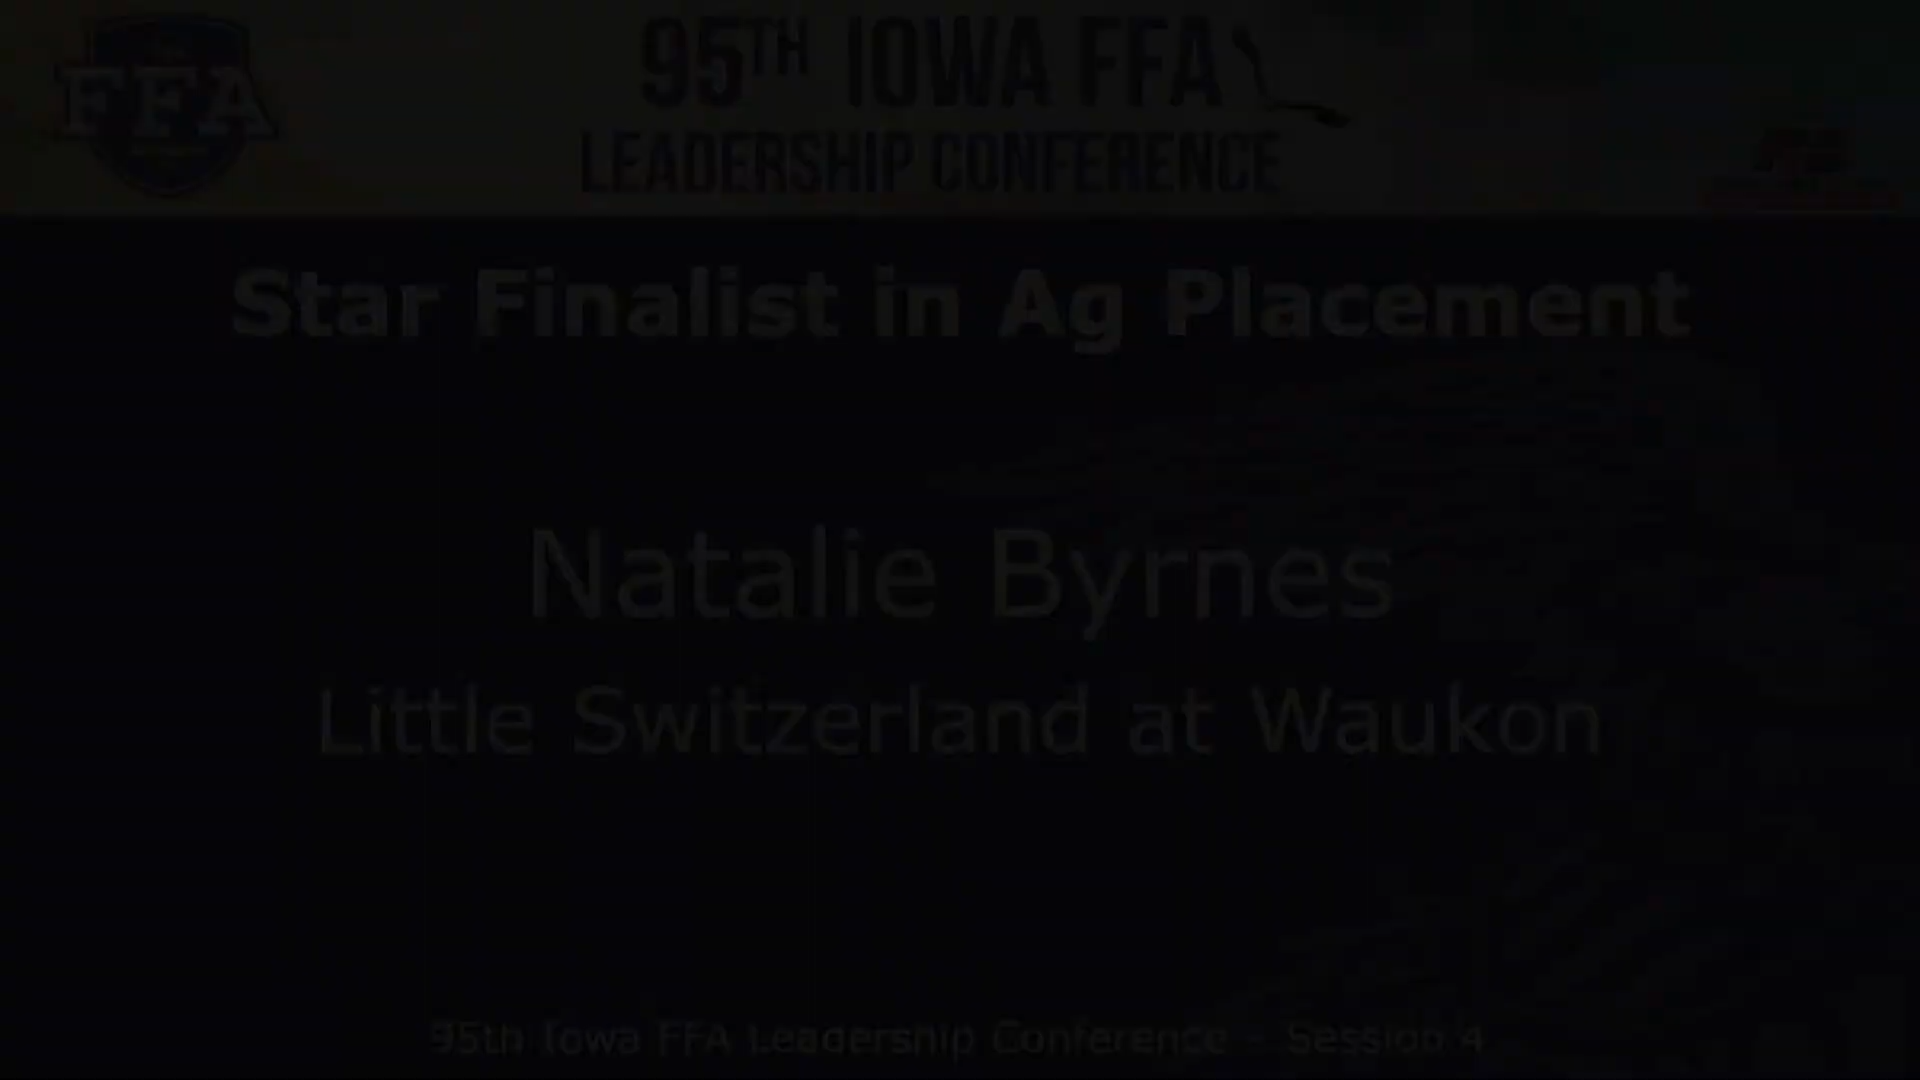 FFA
95TH IOWA FFA
LEADERSHIP CONFERENCE
Star Finalist in Ag Placement
Natalie Byrnes
Little Switzerland at Waukon
95th Iowa FFA Leadership Conference - Session 4